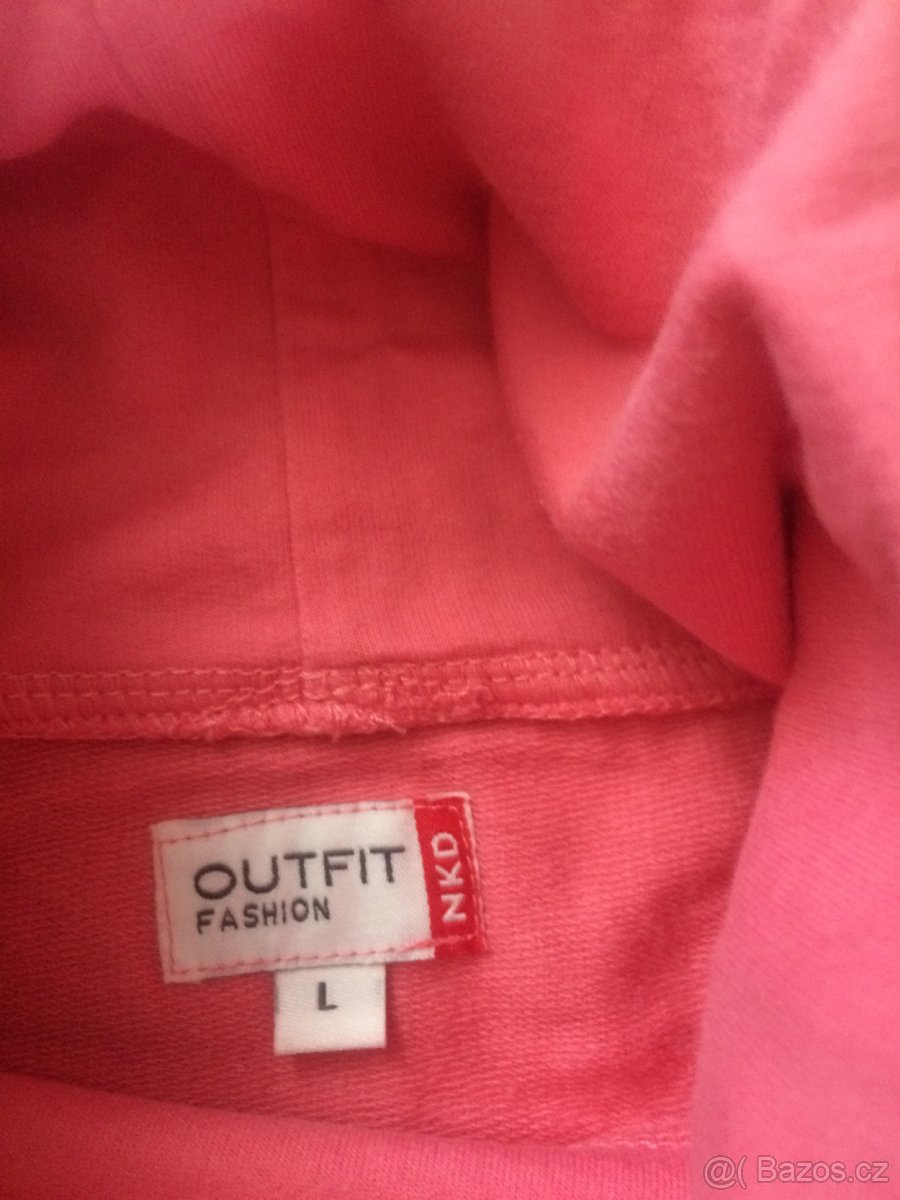 OUTFIT
FASHION
NKD
L
@( Bazos.cz